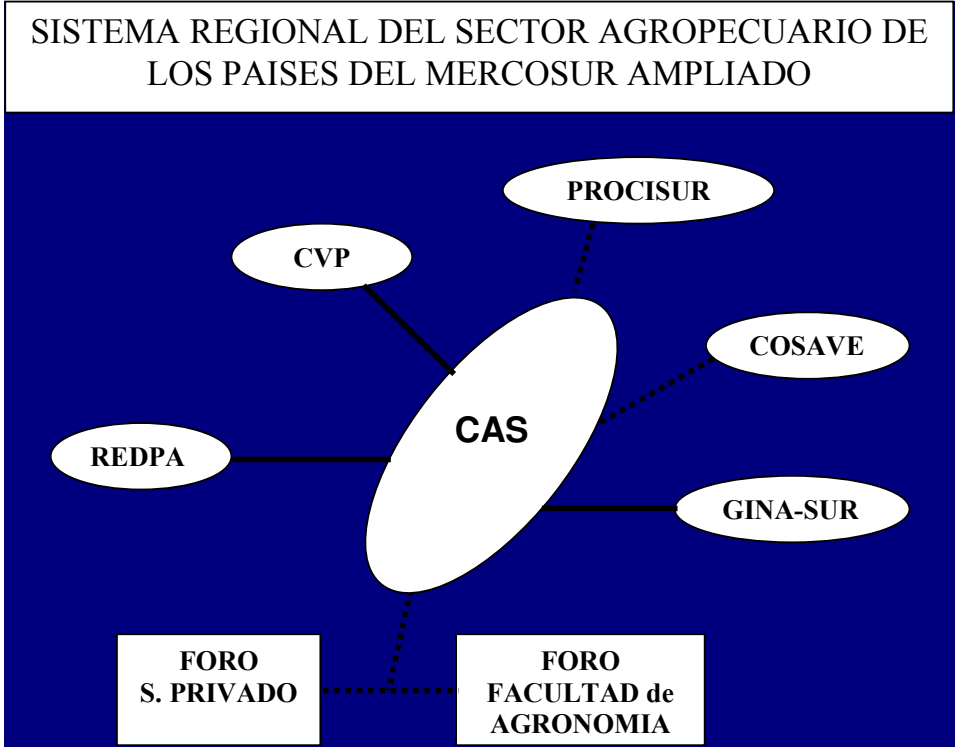 SISTEMA REGIONAL DEL SECTOR AGROPECUARIO DE
LOS PAISES DEL MERCOSUR AMPLIADO
PROCISUR
CVP
COSAVE
CAS
REDPA
GINA-SUR
FORO
S. PRIVADO
FORO
FACULTAD de
AGRONOMIA